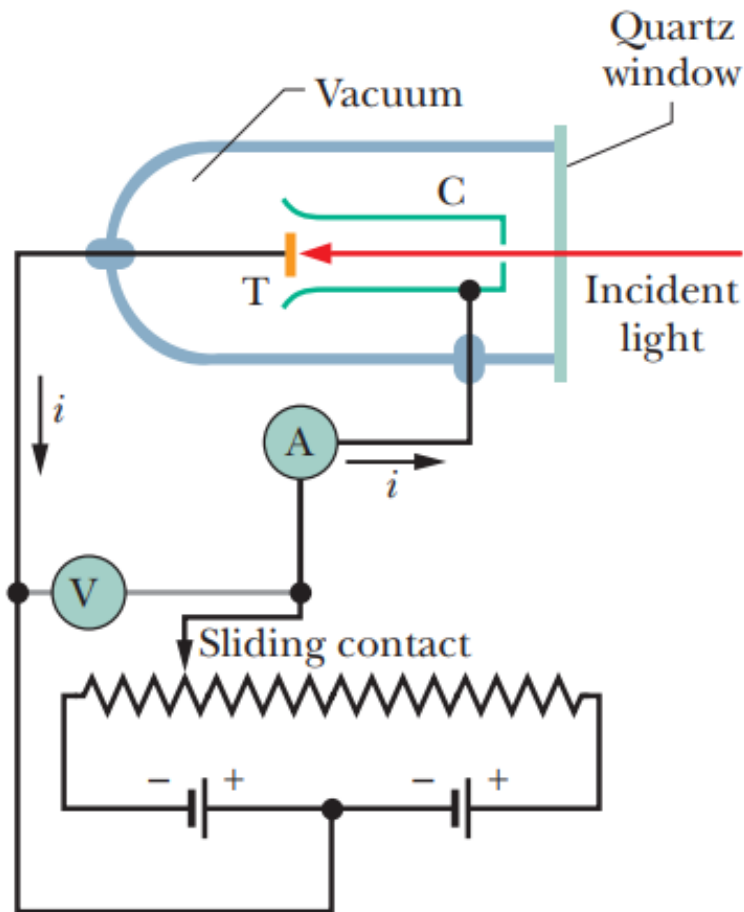 Quartz
window
Vacuum
C
T
Incident
light
i
A
i
V
Sliding contact
− + − +